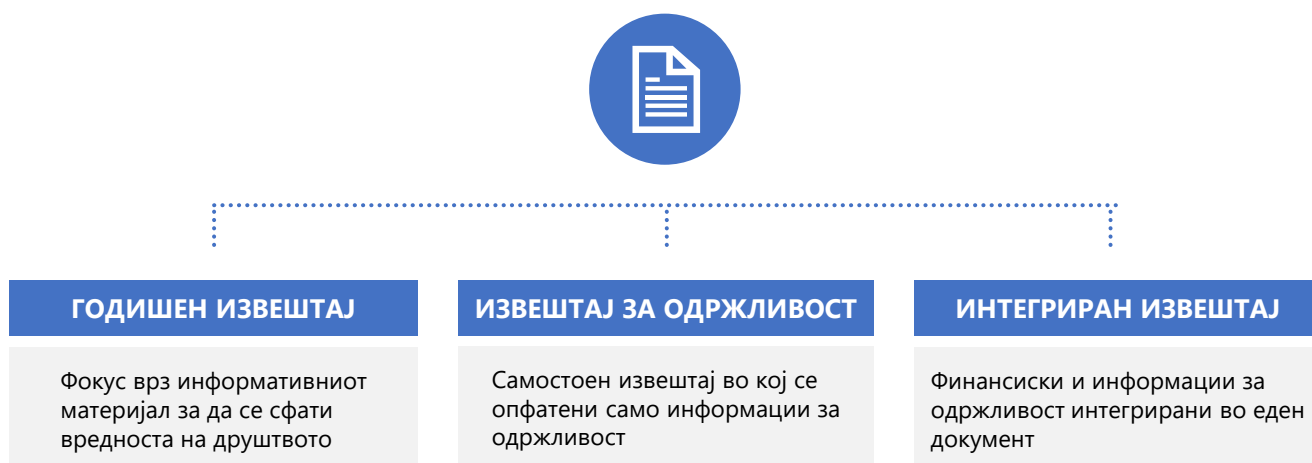 ГОДИШЕН ИЗВЕШТАЈ
Фокус врз информативниот
материјал за да се сфати
вредноста на друштвото
ИЗВЕШТАЈ ЗА ОДРЖЛИВОСТ
Самостоен извештај во кој се
опфатени само информации за
одржливост
ИНТЕГРИРАН ИЗВЕШТАЈ
Финансиски и информации за
одржливост интегрирани во еден
документ